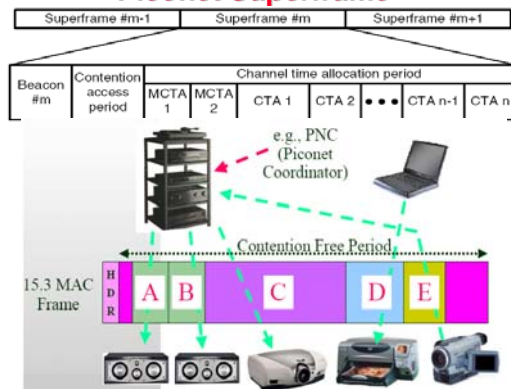 Piconet Superframe
Superframe #m-1 Superframe #m Superframe #m+1
Channel time allocation period
Beacon #m Contention access period MCTA 1 MCTA 2 CTA 1 CTA 2 ••• CTA n-1 CTA n
e.g., PNC
(Piconet
Coordinator)
Contention Free Period
15.3 MAC
Frame
HDR A B C D E